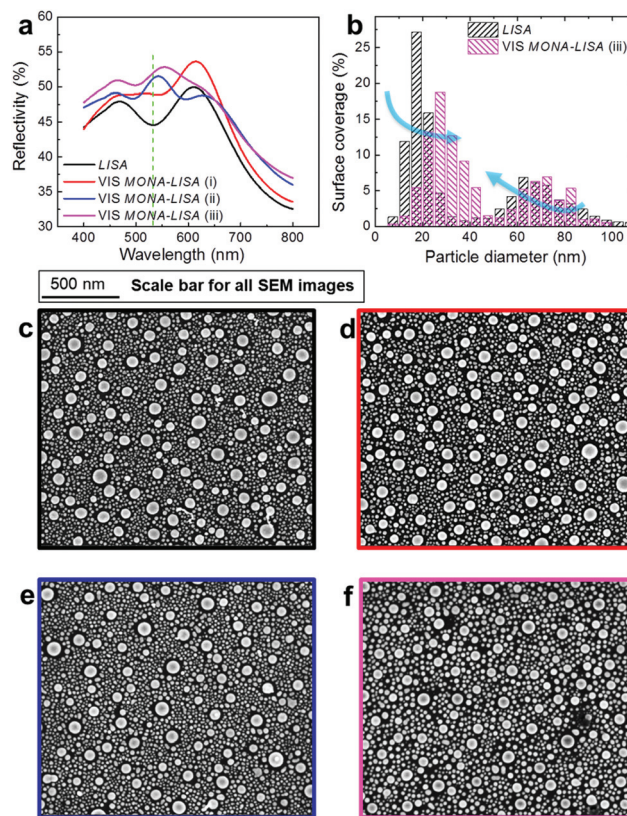 a
60
55
50
45
40
35
30
Reflectivity (%)
LISA
VIS MONA-LISA (i)
VIS MONA-LISA (ii)
VIS MONA-LISA (iii)
400 500 600 700 800
Wavelength (nm)
b
30
25
20
15
10
5
0
Surface coverage (%)
LISA
VIS MONA-LISA (iii)
0 20 40 60 80 100
Particle diameter (nm)
500 nm Scale bar for all SEM images
c
d
e
f